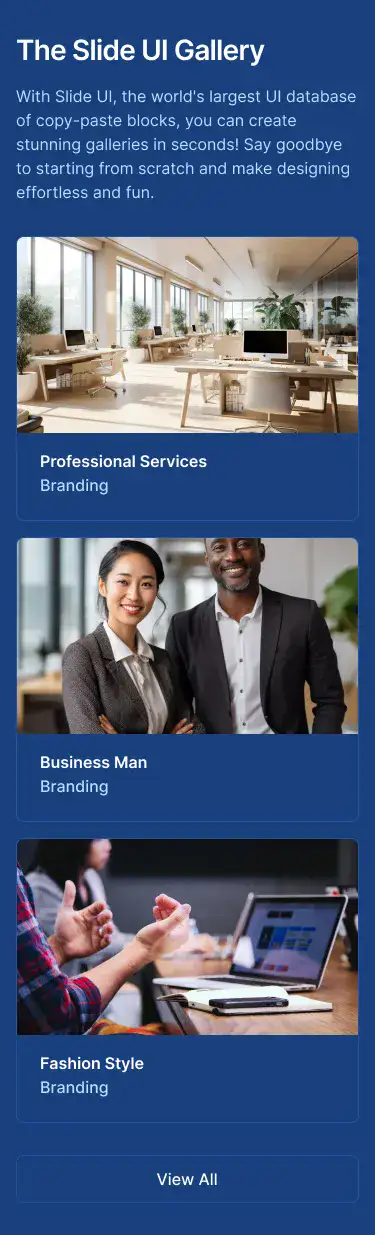 The Slide UI Gallery
With Slide UI, the world's largest UI database
of copy-paste blocks, you can create
stunning galleries in seconds! Say goodbye
to starting from scratch and make designing
effortless and fun.
Professional Services
Branding
Business Man
Branding
Fashion Style
Branding
View All